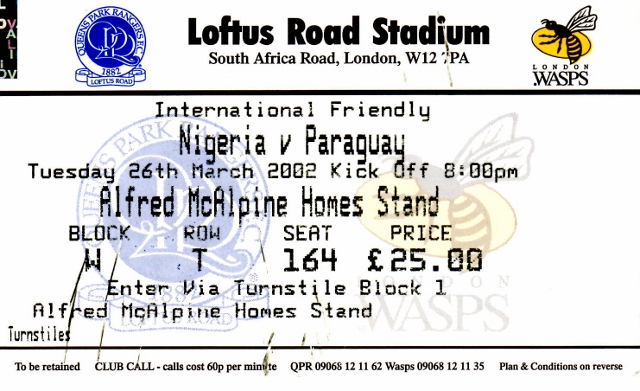 Loftus Road Stadium
South Africa Road, London, W12 7PA
QUEENS PARK RANGERS F.C.
1882
LOFTUS ROAD
LONDON
WASPS
International Friendly
Nigeria v Paraguay
Tuesday 26th March 2002 Kick Off 8:00pm
Alfred McAlpine Homes Stand
BLOCK ROW SEAT PRICE
W T 164 £25.00
Enter Via Turnstile Block 1
Alfred McAlpine Homes Stand
Turnstiles
To be retained CLUB CALL - calls cost 60p per minute QPR 09068 12 11 62 Wasps 09068 12 11 35 Plan & Conditions on reverse